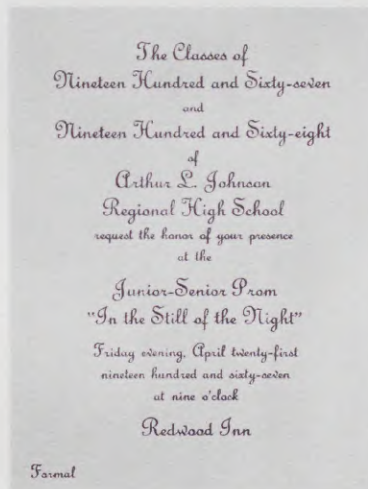 The Classes of
Nineteen Hundred and Sixty-seven
and
Nineteen Hundred and Sixty-eight
of
Arthur L. Johnson
Regional High School
request the honor of your presence
at the
Junior-Senior Prom
"In the Still of the Night"
Friday evening, April twenty-first
nineteen hundred and sixty-seven
at nine o'clock
Redwood Inn
Formal